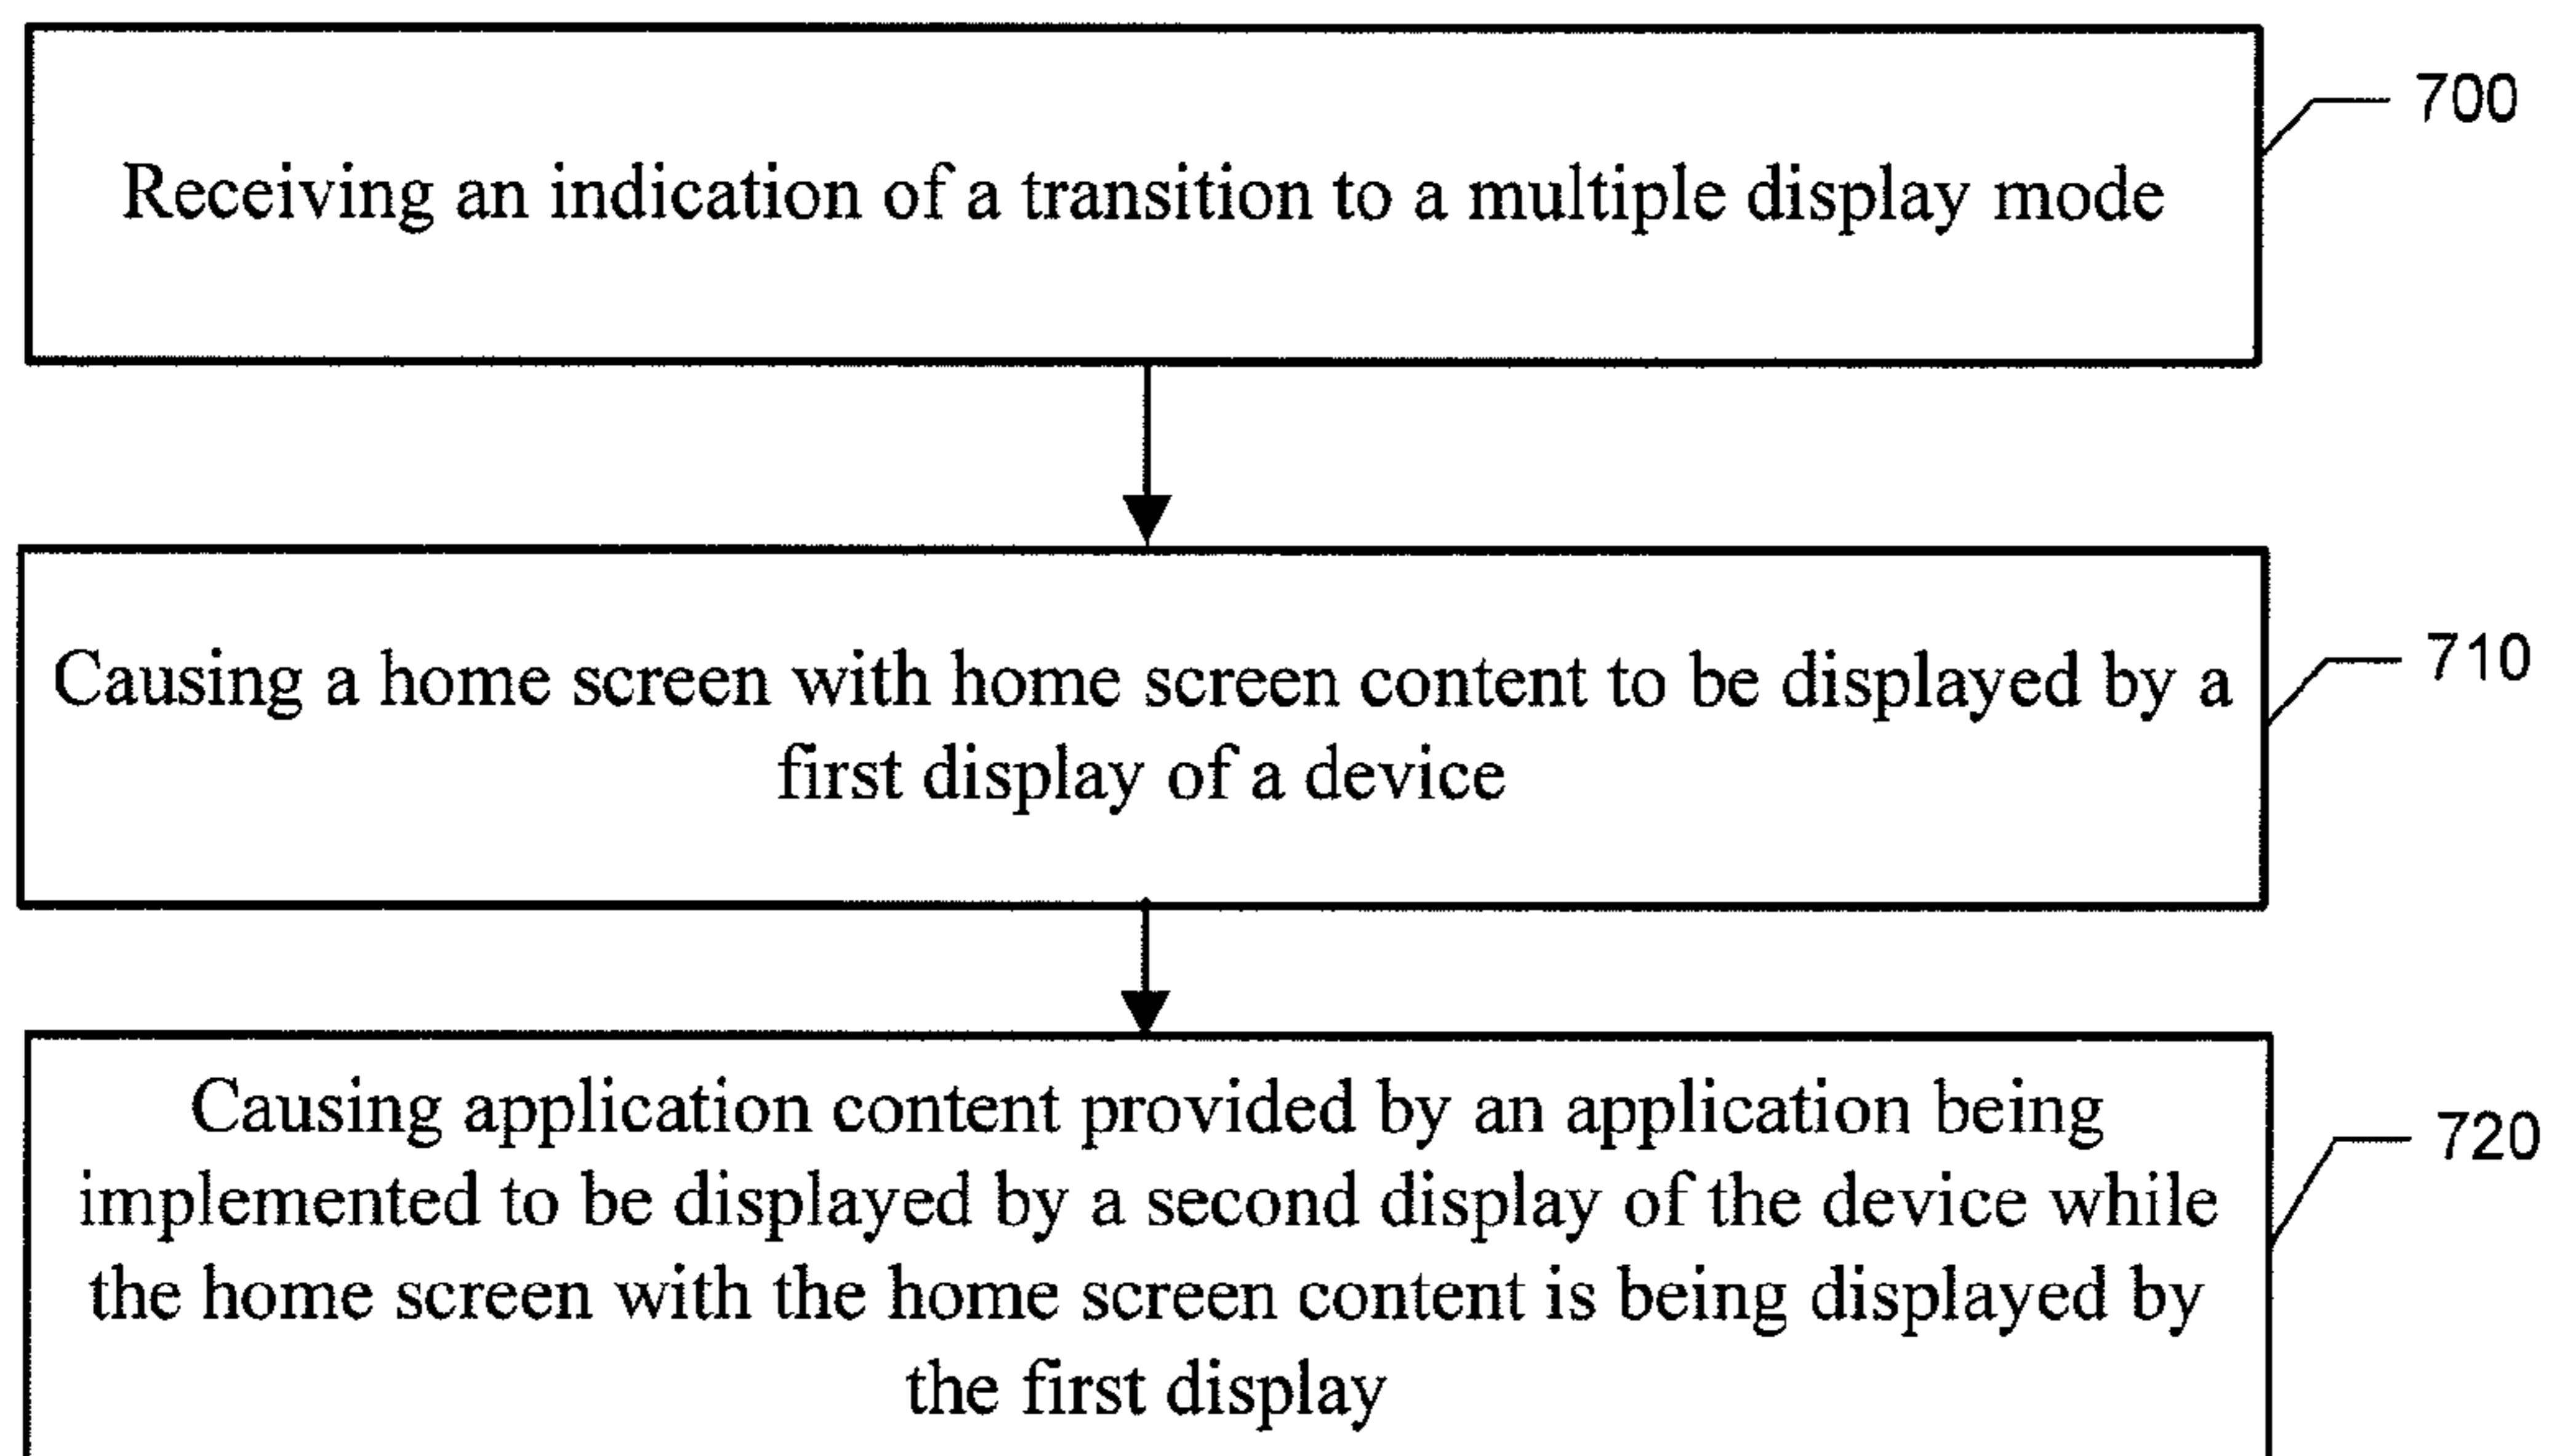 Receiving an indication of a transition to a multiple display mode
700
Causing a home screen with home screen content to be displayed by a
first display of a device
710
Causing application content provided by an application being
implemented to be displayed by a second display of the device while
the home screen with the home screen content is being displayed by
the first display
720